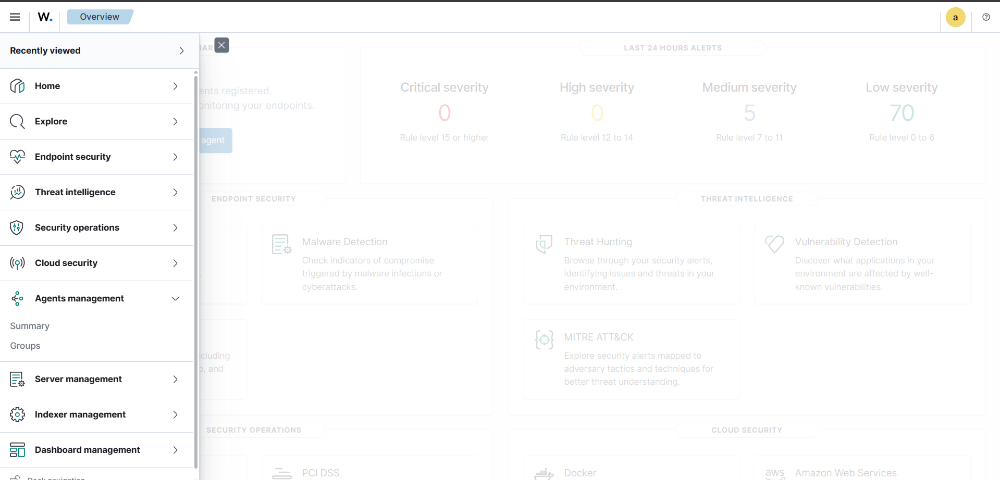 W.
Overview
a
Recently viewed
Home
Explore
Endpoint security
Threat intelligence
Security operations
Cloud security
Agents management
Summary
Groups
Server management
Indexer management
Dashboard management
registered.
your endpoints.
agent
LAST 24 HOURS ALERTS
Critical severity
0
Rule level 15 or higher
High severity
0
Rule level 12 to 14
Medium severity
5
Rule level 7 to 11
Low severity
70
Rule level 0 to 6
ENDPOINT SECURITY
Malware Detection
Check indicators of compromise
triggered by malware infections or
cyberattacks.
and
THREAT INTELLIGENCE
Threat Hunting
Browse through your security alerts,
identifying issues and threats in your
environment.
Vulnerability Detection
Discover what applications in your
environment are affected by well-
known vulnerabilities.
MITRE ATT&CK
Explore security alerts mapped to
adversary tactics and techniques for
better threat understanding.
SECURITY OPERATIONS
PCI DSS
CLOUD SECURITY
Docker
aws
Amazon Web Services